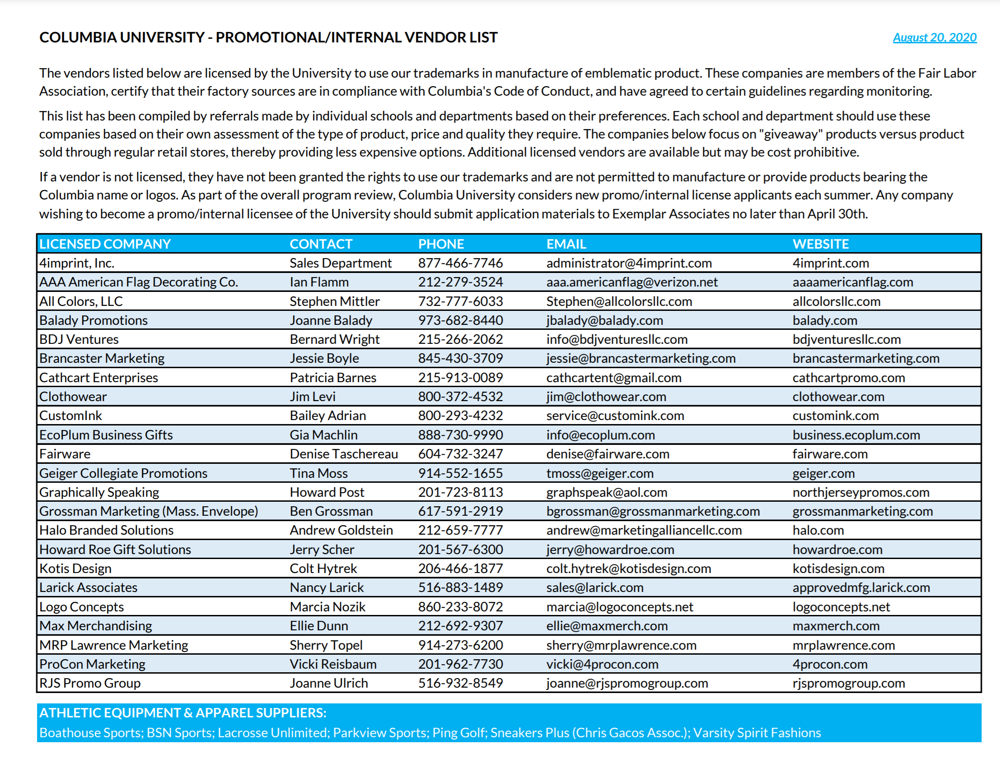 COLUMBIA UNIVERSITY - PROMOTIONAL/INTERNAL VENDOR LIST August 20, 2020
The vendors listed below are licensed by the University to use our trademarks in manufacture of emblematic product. These companies are members of the Fair Labor
Association, certify that their factory sources are in compliance with Columbia's Code of Conduct, and have agreed to certain guidelines regarding monitoring.
This list has been compiled by referrals made by individual schools and departments based on their preferences. Each school and department should use these
companies based on their own assessment of the type of product, price and quality they require. The companies below focus on "giveaway" products versus product
sold through regular retail stores, thereby providing less expensive options. Additional licensed vendors are available but may be cost prohibitive.
If a vendor is not licensed, they have not been granted the rights to use our trademarks and are not permitted to manufacture or provide products bearing the
Columbia name or logos. As part of the overall program review, Columbia University considers new promo/internal license applicants each summer. Any company
wishing to become a promo/internal licensee of the University should submit application materials to Exemplar Associates no later than April 30th.
LICENSED COMPANY CONTACT PHONE EMAIL WEBSITE
4imprint, Inc. Sales Department 877-466-7746 administrator@4imprint.com 4imprint.com
AAA American Flag Decorating Co. Ian Flamm 212-279-3524 aaa.americanflag@verizon.net aaaamericanflag.com
All Colors, LLC Stephen Mittler 732-777-6033 Stephen@allcolorsllc.com allcolorsllc.com
Balady Promotions Joanne Balady 973-682-8440 jbalady@balady.com balady.com
BDJ Ventures Bernard Wright 215-266-2062 info@bdjventuresllc.com bdjventuresllc.com
Brancaster Marketing Jessie Boyle 845-430-3709 jessie@brancastermarketing.com brancastermarketing.com
Cathcart Enterprises Patricia Barnes 215-913-0089 cathcartent@gmail.com cathcartpromo.com
Clothowear Jim Levi 800-372-4532 jim@clothowear.com clothowear.com
CustomInk Bailey Adrian 800-293-4232 service@customink.com customink.com
EcoPlum Business Gifts Gia Machlin 888-730-9990 info@ecoplum.com business.ecoplum.com
Fairware Denise Taschereau 604-732-3247 denise@fairware.com fairware.com
Geiger Collegiate Promotions Tina Moss 914-552-1655 tmoss@geiger.com geiger.com
Graphically Speaking Howard Post 201-723-8113 graphspeak@aol.com northjerseypromos.com
Grossman Marketing (Mass. Envelope) Ben Grossman 617-591-2919 bgrossman@grossmanmarketing.com grossmanmarketing.com
Halo Branded Solutions Andrew Goldstein 212-659-7777 andrew@marketingalliancellc.com halo.com
Howard Roe Gift Solutions Jerry Scher 201-567-6300 jerry@howardroe.com howardroe.com
Kotis Design Colt Hytrek 206-466-1877 colt.hytrek@kotisdesign.com kotisdesign.com
Larick Associates Nancy Larick 516-883-1489 sales@larick.com approvedmfg.larick.com
Logo Concepts Marcia Nozik 860-233-8072 marcia@logoconcepts.net logoconcepts.net
Max Merchandising Ellie Dunn 212-692-9307 ellie@maxmerch.com maxmerch.com
MRP Lawrence Marketing Sherry Topel 914-273-6200 sherry@mrplawrence.com mrplawrence.com
ProCon Marketing Vicki Reisbaum 201-962-7730 vicki@4procon.com 4procon.com
RJS Promo Group Joanne Ulrich 516-932-8549 joanne@rjspromogroup.com rjspromogroup.com
ATHLETIC EQUIPMENT & APPAREL SUPPLIERS:
Boathouse Sports; BSN Sports; Lacrosse Unlimited; Parkview Sports; Ping Golf; Sneakers Plus (Chris Gacos Assoc.); Varsity Spirit Fashions